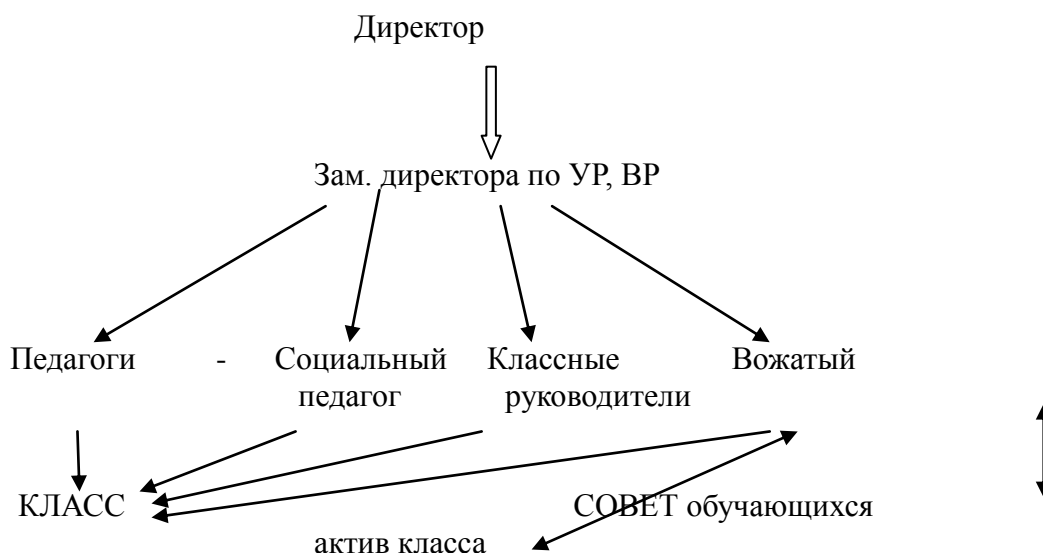 Директор
Зам. директора по УР, ВР
Педагоги - Социальный Классные Вожатый
педагог руководители
КЛАСС СОВЕТ обучающихся
актив класса